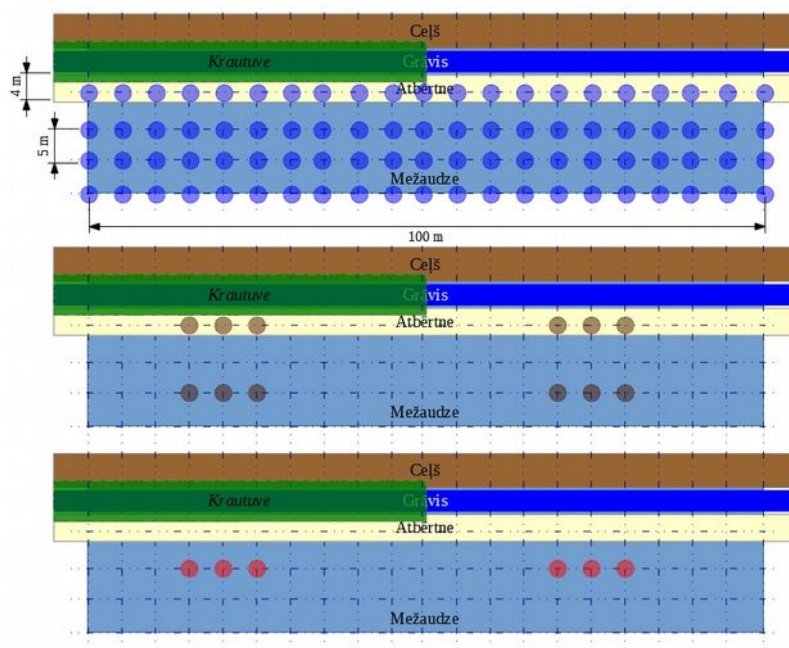 Ceļš
Krautuve
Grāvis
Atbērtne
4 m
5 m
Mežaudze
100 m
Ceļš
Krautuve
Grāvis
Atbērtne
Mežaudze
Ceļš
Krautuve
Grāvis
Atbērtne
Mežaudze